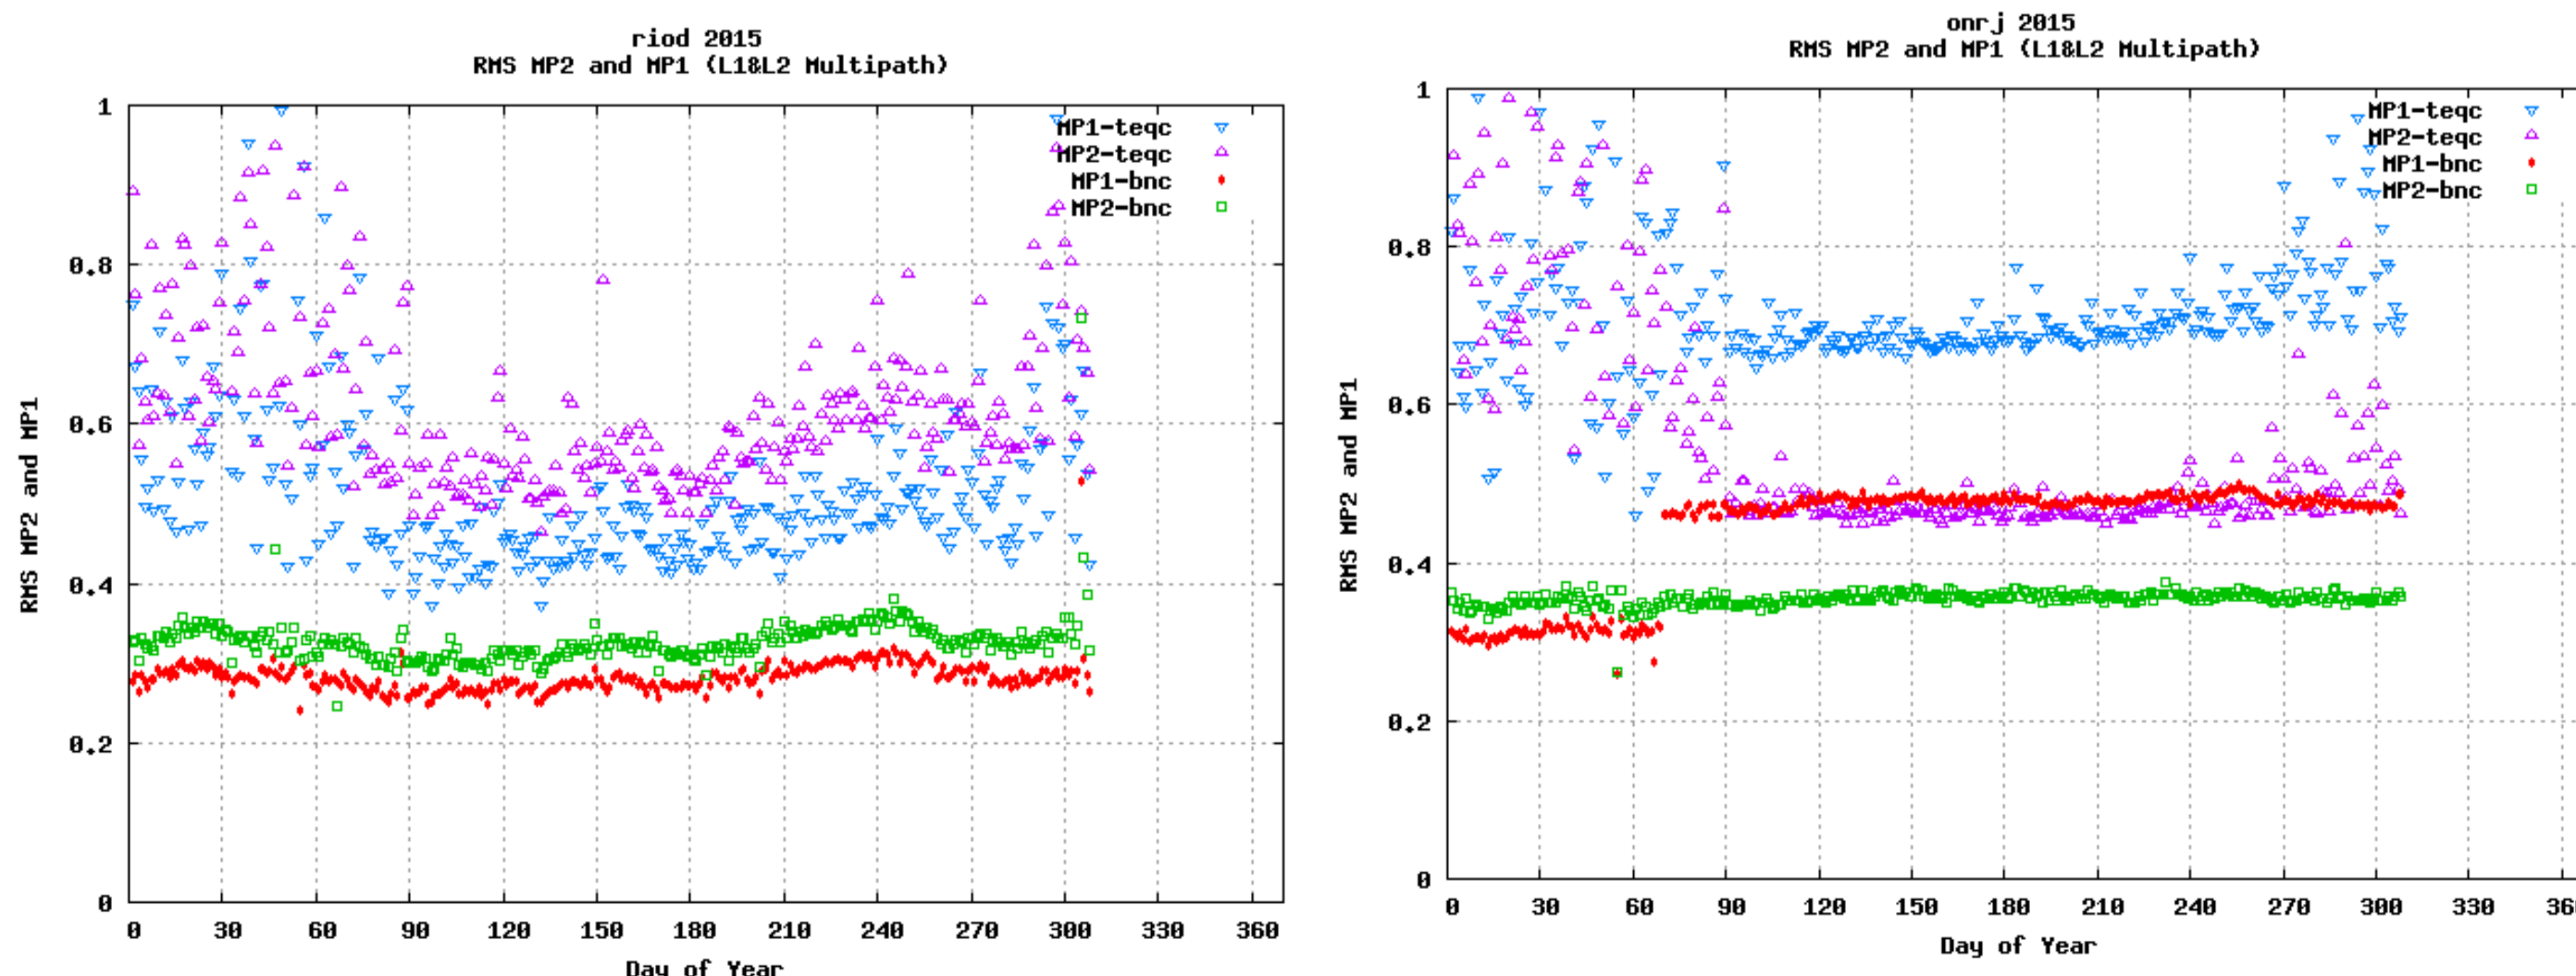 riod 2015
RMS MP2 and MP1 (L1&L2 Multipath)
RMS MP2 and MP1
1
0.8
0.6
0.4
0.2
0
MP1-teqc
MP2-teqc
MP1-bnc
MP2-bnc
0 30 60 90 120 150 180 210 240 270 300 330 360
Day of Year
onrj 2015
RMS MP2 and MP1 (L1&L2 Multipath)
RMS MP2 and MP1
1
0.8
0.6
0.4
0.2
0
MP1-teqc
MP2-teqc
MP1-bnc
MP2-bnc
0 30 60 90 120 150 180 210 240 270 300 330
Day of Year